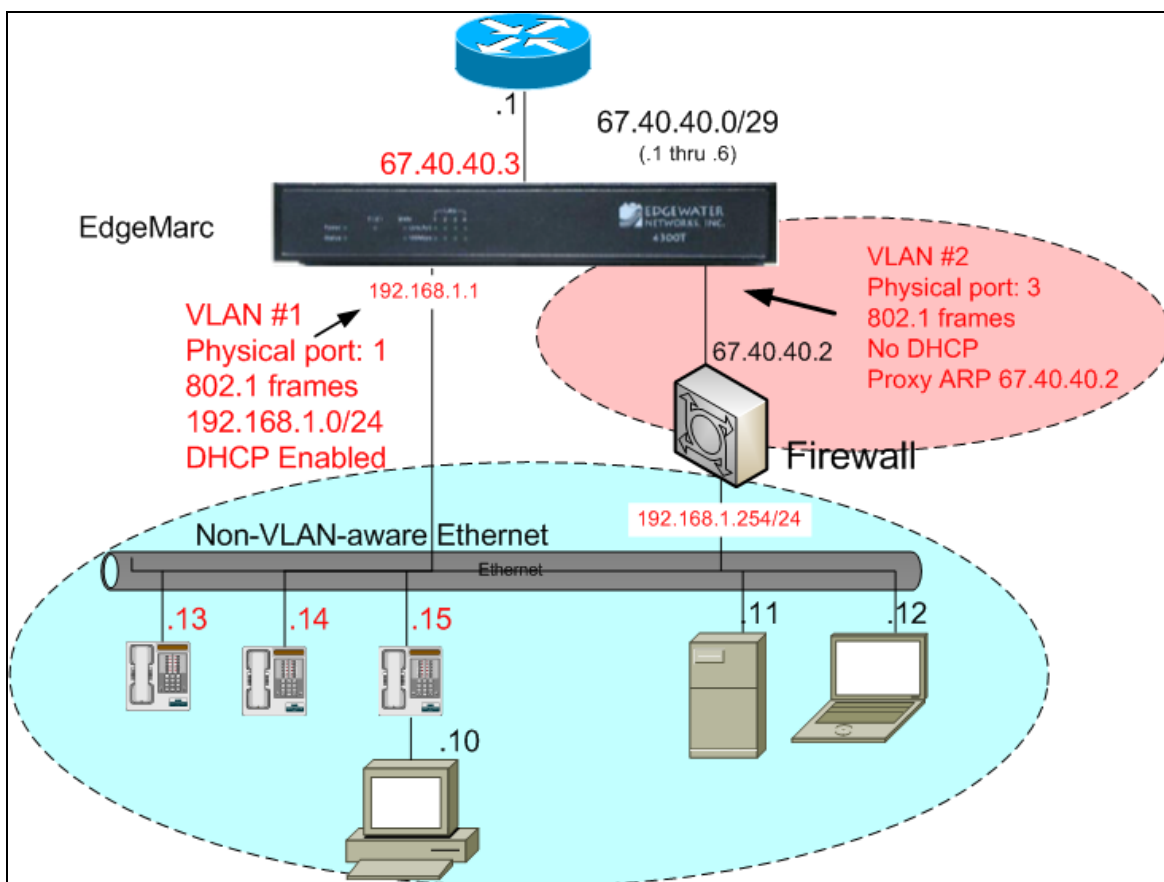 .1
67.40.40.0/29
(.1 thru .6)
67.40.40.3
EDGEWATER
NETWORKS, INC.
4300T
EdgeMarc
192.168.1.1
VLAN #1
Physical port: 1
802.1 frames
192.168.1.0/24
DHCP Enabled
VLAN #2
Physical port: 3
802.1 frames
No DHCP
Proxy ARP 67.40.40.2
67.40.40.2
Firewall
192.168.1.254/24
Non-VLAN-aware Ethernet
Ethernet
.13
.14
.15
.11
.12
.10